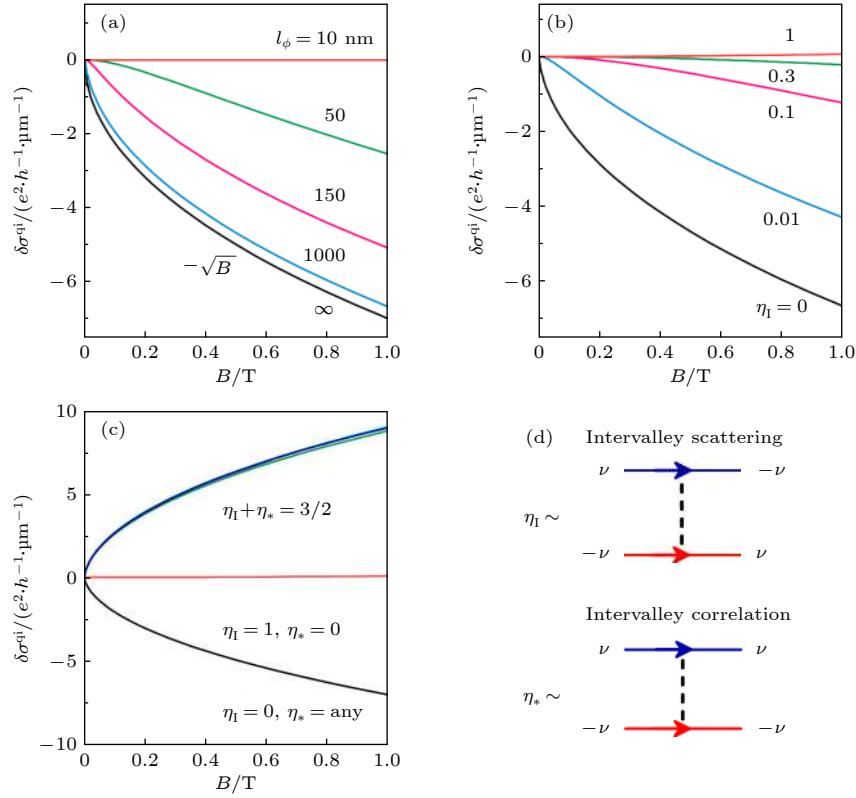 (a)
l_ϕ = 10 nm
50
150
1000
−√B
∞
0
−2
−4
−6
δσ^qi/(e²·h⁻¹·μm⁻¹)
0 0.2 0.4 0.6 0.8 1.0
B/T
(b)
1
0.3
0.1
0.01
η_I = 0
0
−2
−4
−6
δσ^qi/(e²·h⁻¹·μm⁻¹)
0 0.2 0.4 0.6 0.8 1.0
B/T
(c)
η_I+η_* = 3/2
η_I = 1, η_* = 0
η_I = 0, η_* = any
10
5
0
−5
−10
δσ^qi/(e²·h⁻¹·μm⁻¹)
0 0.2 0.4 0.6 0.8 1.0
B/T
(d)
Intervalley scattering
ν −ν
η_I ∼
−ν ν
Intervalley correlation
ν ν
η_* ∼
−ν −ν